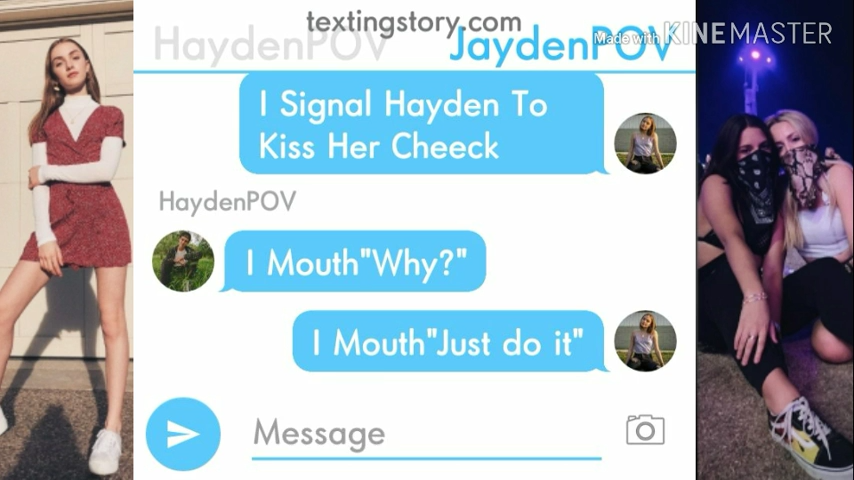 textingstory.com
HaydenPOV JaydenPOV
Made with KINEMASTER
I Signal Hayden To
Kiss Her Cheeck
HaydenPOV
I Mouth"Why?"
I Mouth"Just do it"
Message